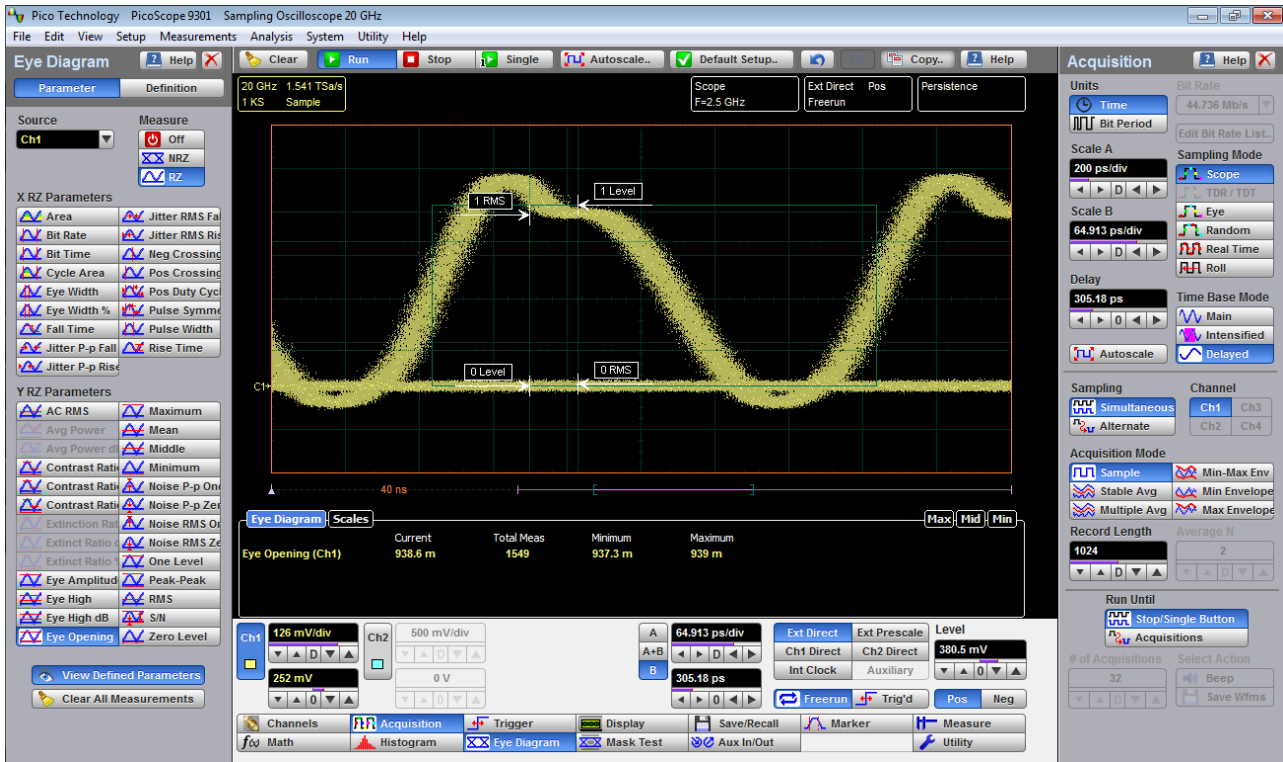 Pico Technology PicoScope 9301 Sampling Oscilloscope 20 GHz
File Edit View Setup Measurements Analysis System Utility Help
Eye Diagram Help
Parameter Definition
Source Measure
Ch1 Off
NRZ
RZ
X RZ Parameters
Area Jitter RMS Fal
Bit Rate Jitter RMS Ris
Bit Time Neg Crossing
Cycle Area Pos Crossing
Eye Width Pos Duty Cyc
Eye Width % Pulse Symme
Fall Time Pulse Width
Jitter P-p Fall Rise Time
Jitter P-p Rise
Y RZ Parameters
AC RMS Maximum
Avg Power Mean
Avg Power dB Middle
Contrast Rati Minimum
Contrast Rati Noise P-p One
Contrast Rati Noise P-p Zer
Extinction Rat Noise RMS On
Extinct Ratio Noise RMS Ze
Extinct Ratio One Level
Eye Amplitud Peak-Peak
Eye High RMS
Eye High dB S/N
Eye Opening Zero Level
View Defined Parameters
Clear All Measurements
Clear Run Stop Single Autoscale.. Default Setup.. Copy.. Help
20 GHz 1.541 TSa/s
1 KS Sample
Scope
F=2.5 GHz
Ext Direct Pos
Freerun
Persistence
1 RMS
1 Level
0 Level
0 RMS
C1
40 ns
Eye Diagram Scales Max Mid Min
Current Total Meas Minimum Maximum
Eye Opening (Ch1) 938.6 m 1549 937.3 m 939 m
Ch1 126 mV/div Ch2 500 mV/div
D D
252 mV 0 V
0 0
A 64.913 ps/div
A+B D
B 305.18 ps
0
Ext Direct Ext Prescale Level
Ch1 Direct Ch2 Direct 380.5 mV
Int Clock Auxiliary 0
Freerun Trig'd Pos Neg
Channels Acquisition Trigger Display Save/Recall Marker Measure
f(ω) Math Histogram Eye Diagram Mask Test Aux In/Out Utility
Acquisition Help
Units Bit Rate
Time 44.736 Mb/s
Bit Period Edit Bit Rate List..
Scale A Sampling Mode
200 ps/div Scope
D TDR / TDT
Scale B Eye
64.913 ps/div Random
D Real Time
Roll
Delay
305.18 ps Time Base Mode
0 Main
Intensified
Autoscale Delayed
Sampling Channel
Simultaneous Ch1 Ch3
Alternate Ch2 Ch4
Acquisition Mode
Sample Min-Max Env
Stable Avg Min Envelope
Multiple Avg Max Envelope
Record Length Average N
1024 2
D D
Run Until
Stop/Single Button
Acquisitions
# of Acquisitions Select Action
32 Beep
D Save Wfms